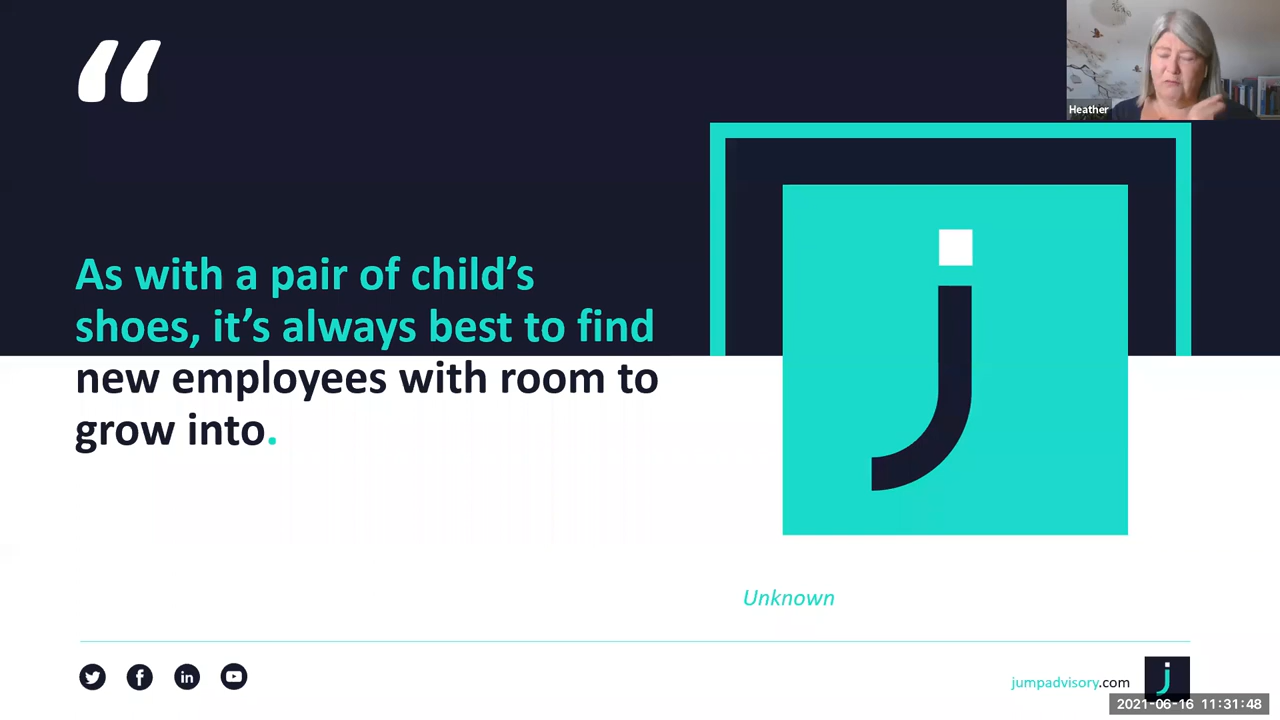 “
Heather
As with a pair of child’s
shoes, it’s always best to find
new employees with room to
grow into.
j
Unknown
jumpadvisory.com
j
in
2021-06-16 11:31:48